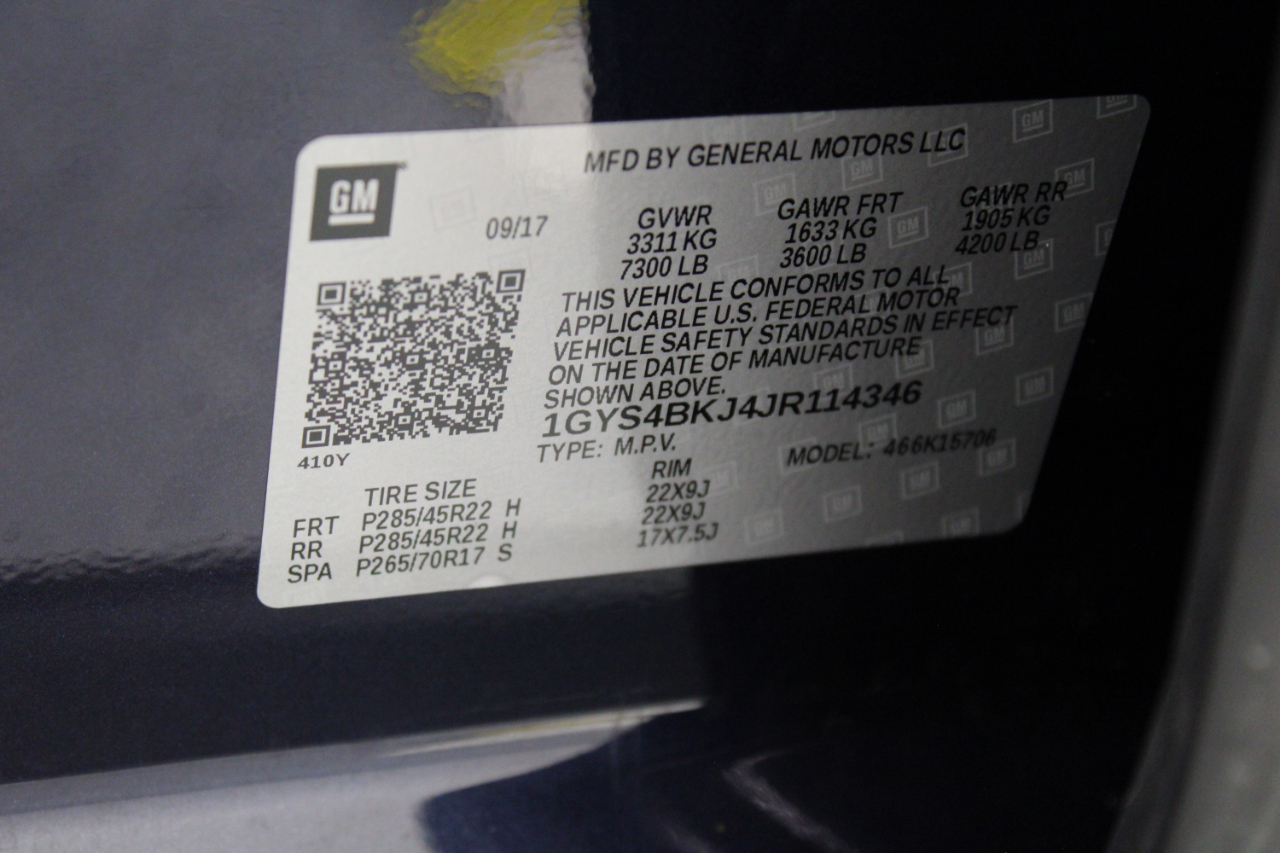 GM
MFD BY GENERAL MOTORS LLC
09/17
GVWR GAWR FRT GAWR RR
3311 KG 1633 KG 1905 KG
7300 LB 3600 LB 4200 LB
THIS VEHICLE CONFORMS TO ALL
APPLICABLE U.S. FEDERAL MOTOR
VEHICLE SAFETY STANDARDS IN EFFECT
ON THE DATE OF MANUFACTURE
SHOWN ABOVE.
1GYS4BKJ4JR114346
TYPE: M.P.V. MODEL: 466K15706
410Y
TIRE SIZE RIM
FRT P285/45R22 H 22X9J
RR P285/45R22 H 22X9J
SPA P265/70R17 S 17X7.5J